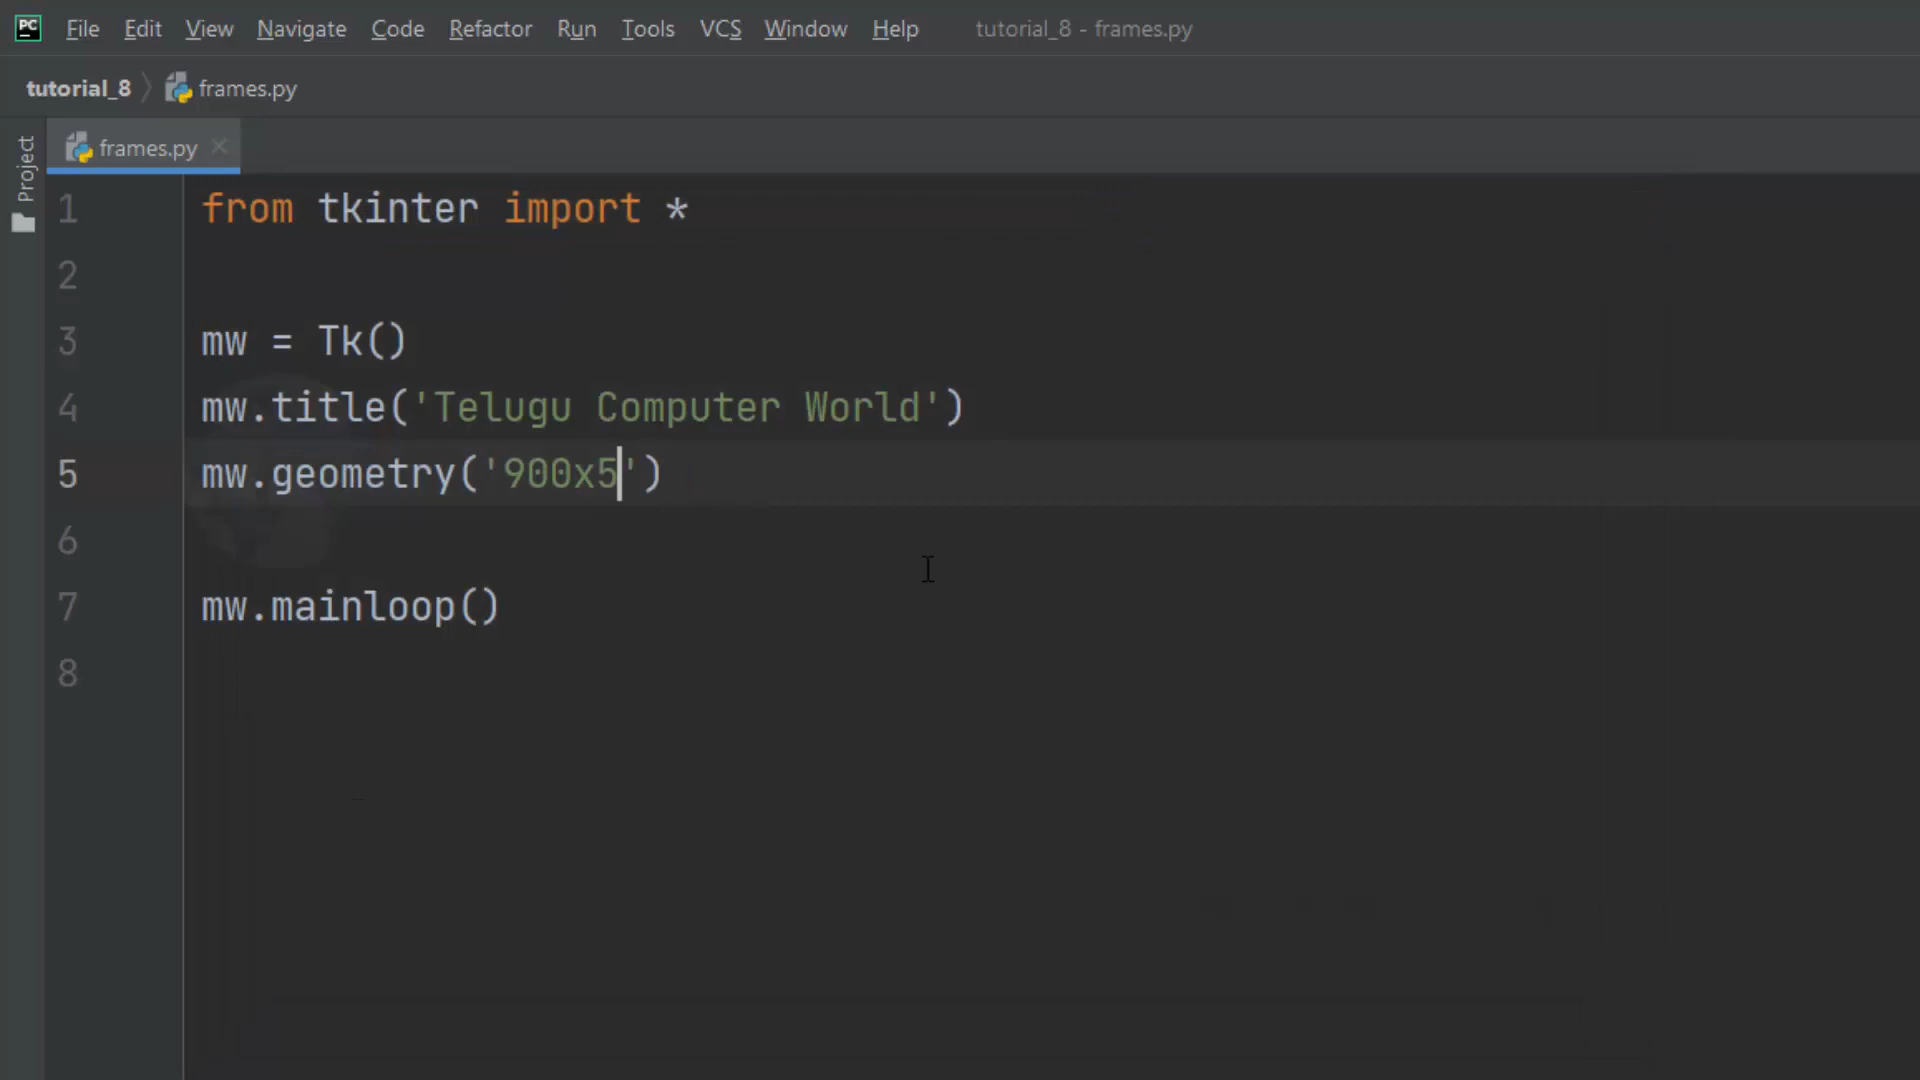 PC File Edit View Navigate Code Refactor Run Tools VCS Window Help tutorial_8 - frames.py
tutorial_8 frames.py
Project
frames.py
1 from tkinter import *
2
3 mw = Tk()
4 mw.title('Telugu Computer World')
5 mw.geometry('900x5')
6
7 mw.mainloop()
8